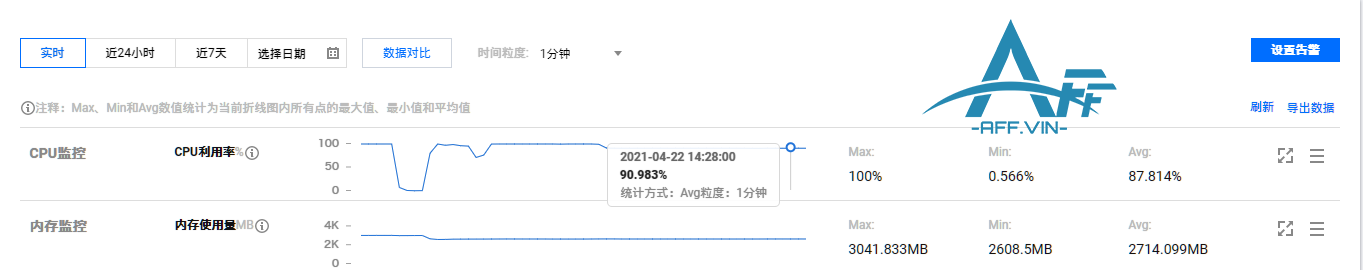 实时 近24小时 近7天 选择日期 数据对比 时间粒度: 1分钟 设置告警
注释：Max、Min和Avg数值统计为当前折线图内所有点的最大值、最小值和平均值 刷新 导出数据
AFF
-AFF.VIN-
CPU监控 CPU利用率%
100
50
0
2021-04-22 14:28:00
90.983%
统计方式：Avg粒度：1分钟
Max: Min: Avg:
100% 0.566% 87.814%
内存监控 内存使用量MB
4K
2K
0
Max: Min: Avg:
3041.833MB 2608.5MB 2714.099MB